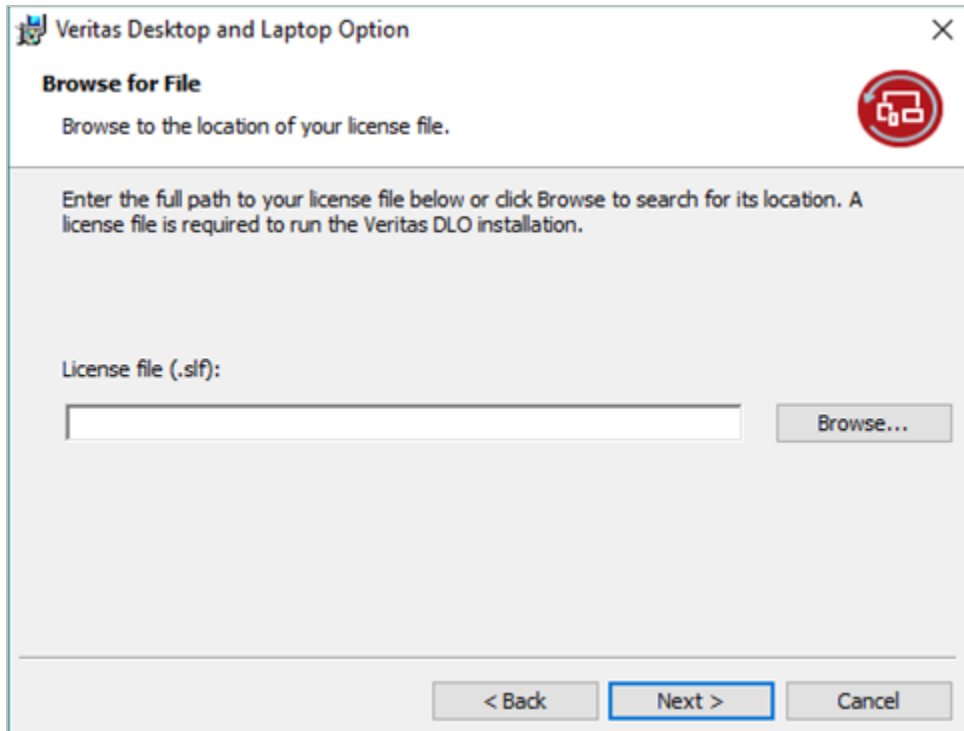 Veritas Desktop and Laptop Option
Browse for File
Browse to the location of your license file.
Enter the full path to your license file below or click Browse to search for its location. A
license file is required to run the Veritas DLO installation.
License file (.slf):
Browse...
< Back
Next >
Cancel